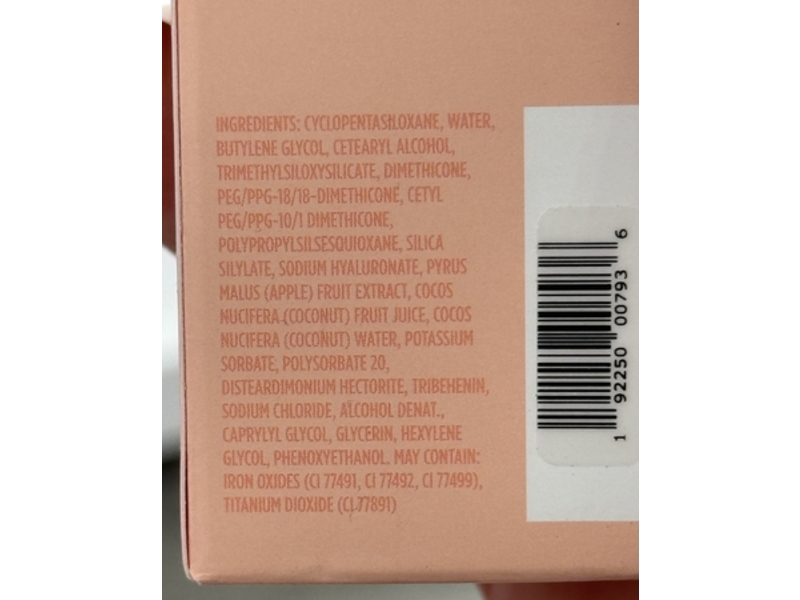 INGREDIENTS: CYCLOPENTASILOXANE, WATER,
BUTYLENE GLYCOL, CETEARYL ALCOHOL,
TRIMETHYLSILOXYSILICATE, DIMETHICONE,
PEG/PPG-18/18-DIMETHICONE, CETYL
PEG/PPG-10/1 DIMETHICONE,
POLYPROPYLSILSESQUIOXANE, SILICA
SILYLATE, SODIUM HYALURONATE, PYRUS
MALUS (APPLE) FRUIT EXTRACT, COCOS
NUCIFERA (COCONUT) FRUIT JUICE, COCOS
NUCIFERA (COCONUT) WATER, POTASSIUM
SORBATE, POLYSORBATE 20,
DISTEARDIMONIUM HECTORITE, TRIBEHENIN,
SODIUM CHLORIDE, ALCOHOL DENAT.,
CAPRYLYL GLYCOL, GLYCERIN, HEXYLENE
GLYCOL, PHENOXYETHANOL. MAY CONTAIN:
IRON OXIDES (CI 77491, CI 77492, CI 77499),
TITANIUM DIOXIDE (CI 77891)
1 92250 00793 6